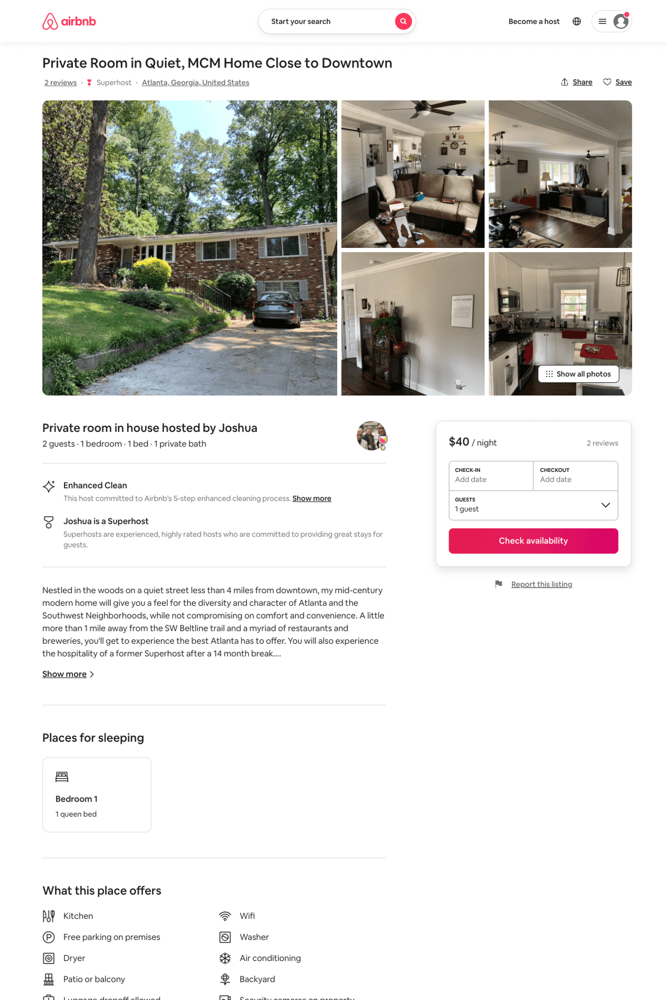 airbnb
Start your search
Become a host
Private Room in Quiet, MCM Home Close to Downtown
2 reviews · Superhost · Atlanta, Georgia, United States
Share
Save
WESTWOOD
Show all photos
Private room in house hosted by Joshua
2 guests · 1 bedroom · 1 bed · 1 private bath
$40 / night
2 reviews
CHECK-IN
Add date
CHECKOUT
Add date
GUESTS
1 guest
Check availability
Report this listing
Enhanced Clean
This host committed to Airbnb's 5-step enhanced cleaning process. Show more
Joshua is a Superhost
Superhosts are experienced, highly rated hosts who are committed to providing great stays for
guests.
Nestled in the woods on a quiet street less than 4 miles from downtown, my mid-century
modern home will give you a feel for the diversity and character of Atlanta and the
Southwest Neighborhoods, while not compromising on comfort and convenience. A little
more than 1 mile away from the SW Beltline trail and a myriad of restaurants and
breweries, you'll get to experience the best Atlanta has to offer. You will also experience
the hospitality of a former Superhost after a 14 month break....
Show more
Places for sleeping
Bedroom 1
1 queen bed
What this place offers
Kitchen
Wifi
Free parking on premises
Washer
Dryer
Air conditioning
Patio or balcony
Backyard
Luggage dropoff allowed
Security cameras on property